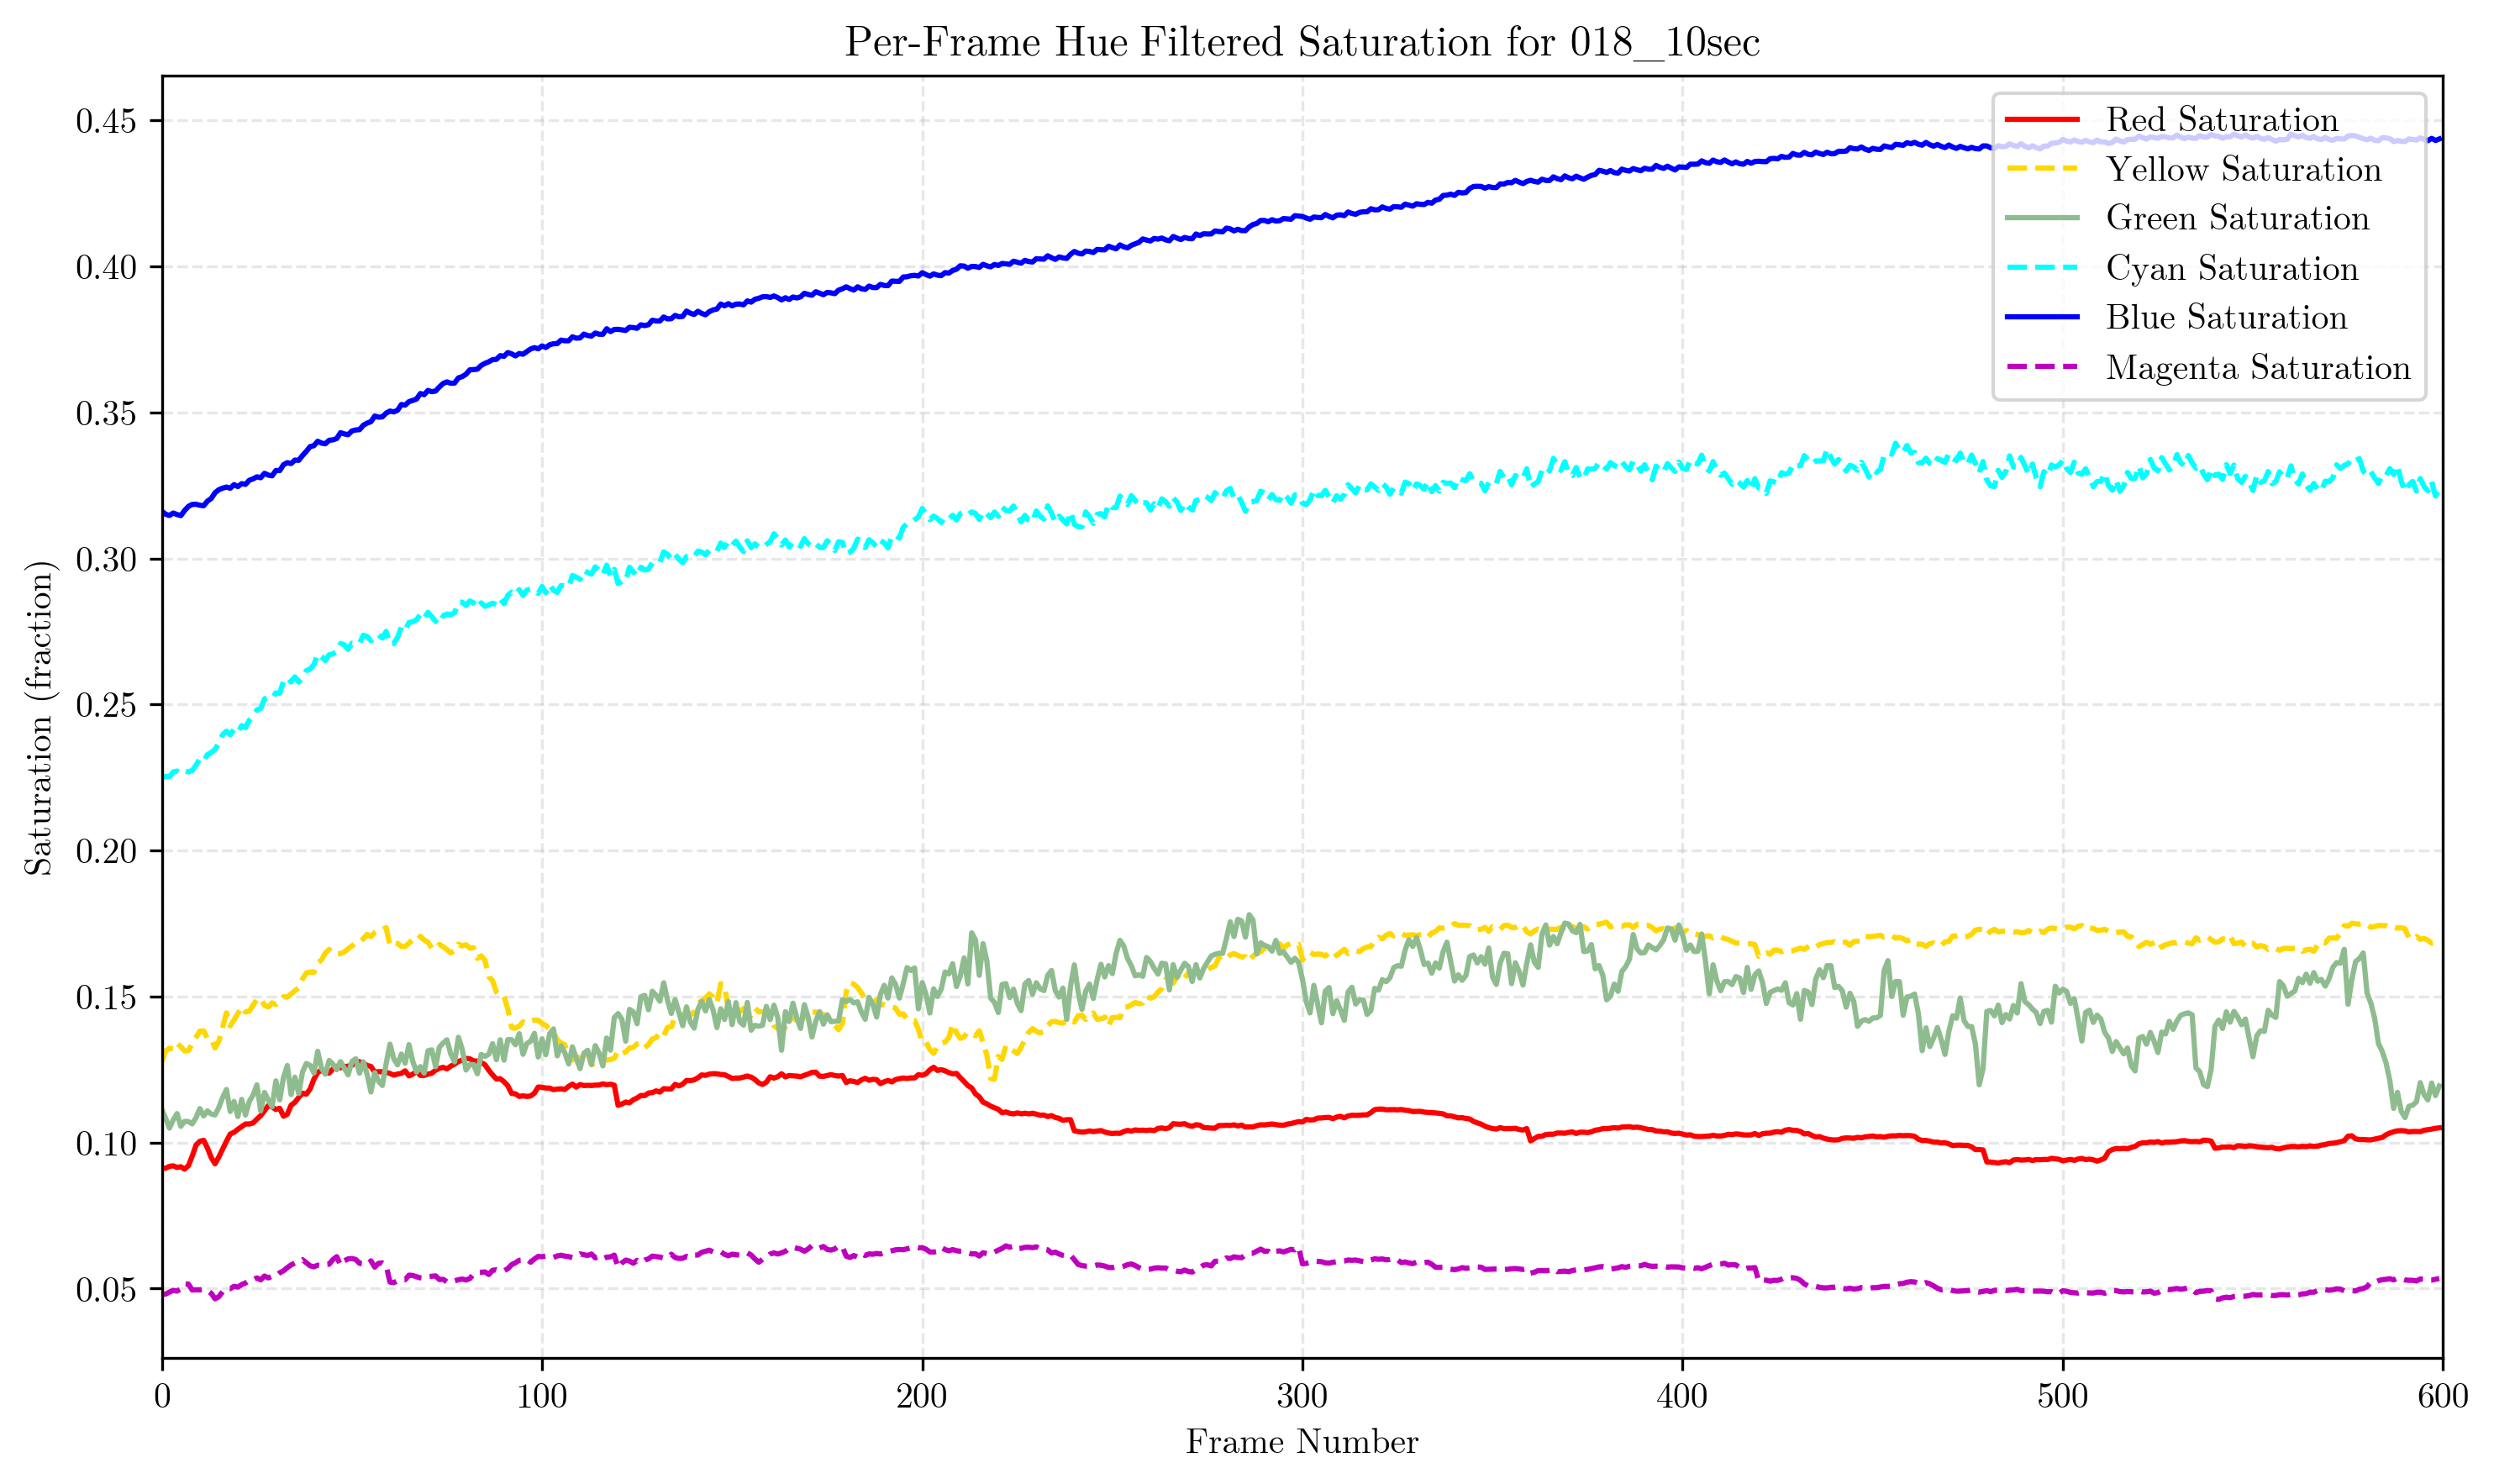 Per-Frame Hue Filtered Saturation for 018_10sec
Saturation (fraction)
0.45
0.40
0.35
0.30
0.25
0.20
0.15
0.10
0.05
Red Saturation
Yellow Saturation
Green Saturation
Cyan Saturation
Blue Saturation
Magenta Saturation
0 100 200 300 400 500 600
Frame Number